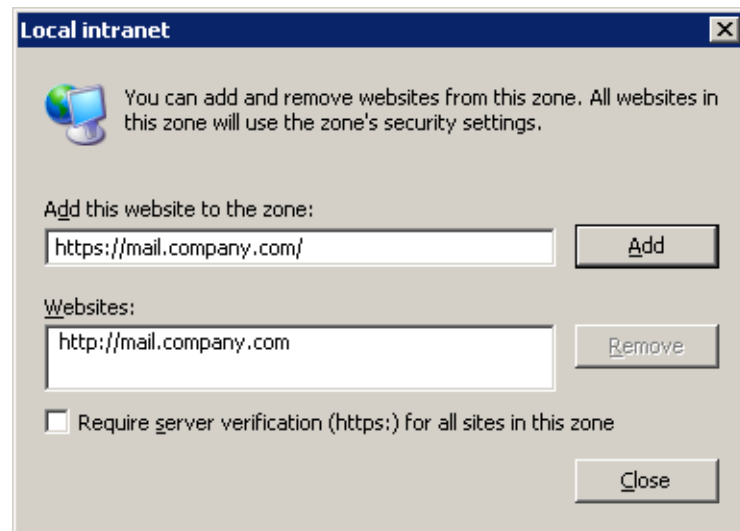 Local intranet
You can add and remove websites from this zone. All websites in
this zone will use the zone's security settings.
Add this website to the zone:
https://mail.company.com/
Add
Websites:
http://mail.company.com
Remove
Require server verification (https:) for all sites in this zone
Close